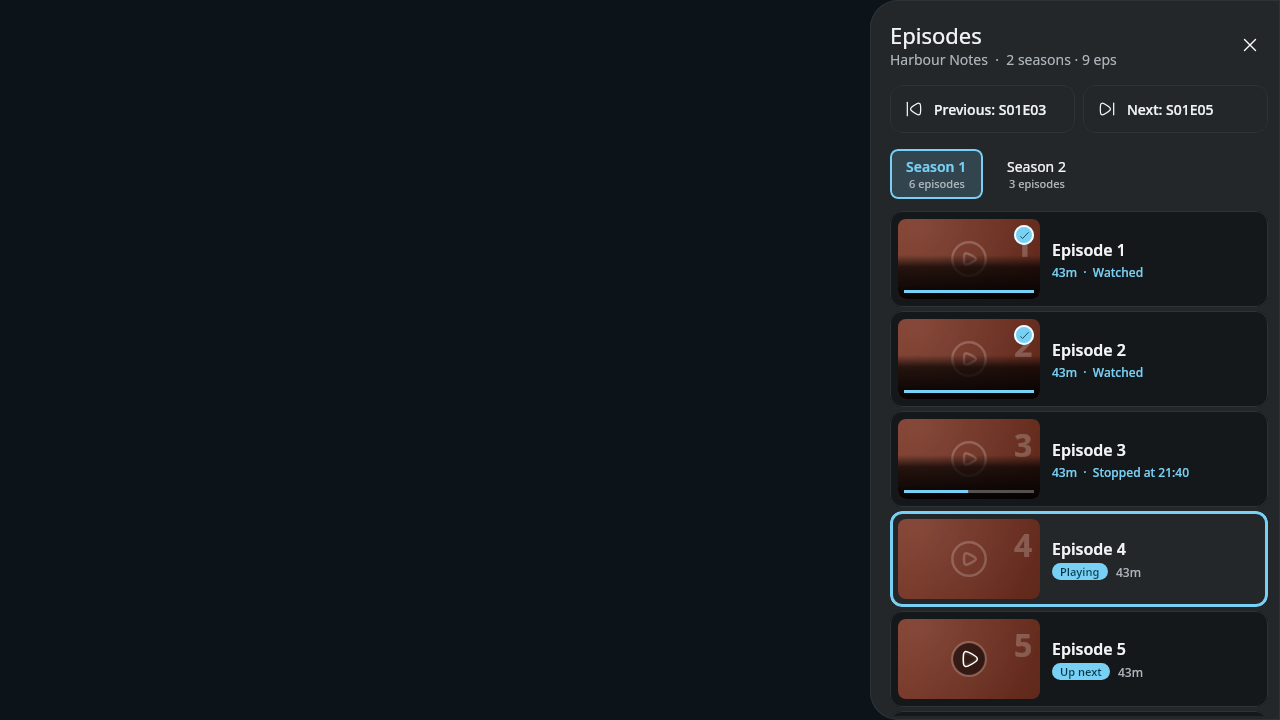 Episodes
Harbour Notes · 2 seasons · 9 eps
Previous: S01E03
Next: S01E05
Season 1
6 episodes
Season 2
3 episodes
1
Episode 1
43m · Watched
2
Episode 2
43m · Watched
3
Episode 3
43m · Stopped at 21:40
4
Episode 4
Playing 43m
5
Episode 5
Up next 43m